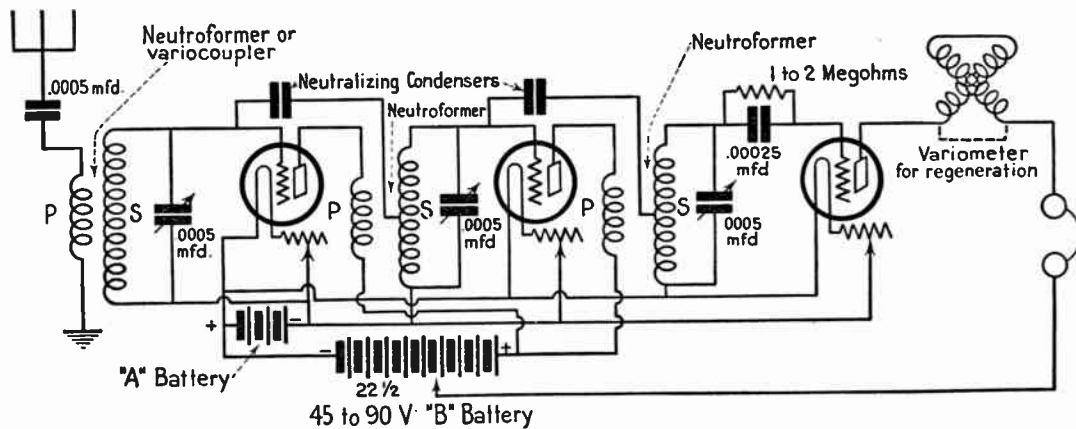 Neutroformer or
variocoupler
.0005 mfd.
Neutralizing Condensers
Neutroformer
Neutroformer
1 to 2 Megohms
.00025
mfd
Variometer
for regeneration
P
S
.0005
mfd.
P
S
.0005
mfd
P
S
.0005
mfd
+
-
"A" Battery
-
+
22 1/2
45 to 90 V. "B" Battery